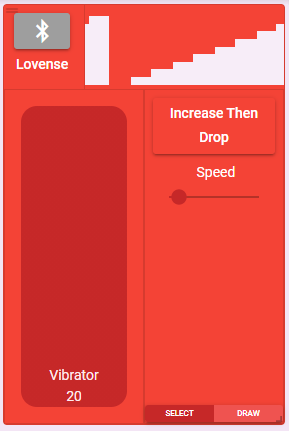 Lovense
Increase Then
Drop
Speed
Vibrator
20
SELECT
DRAW